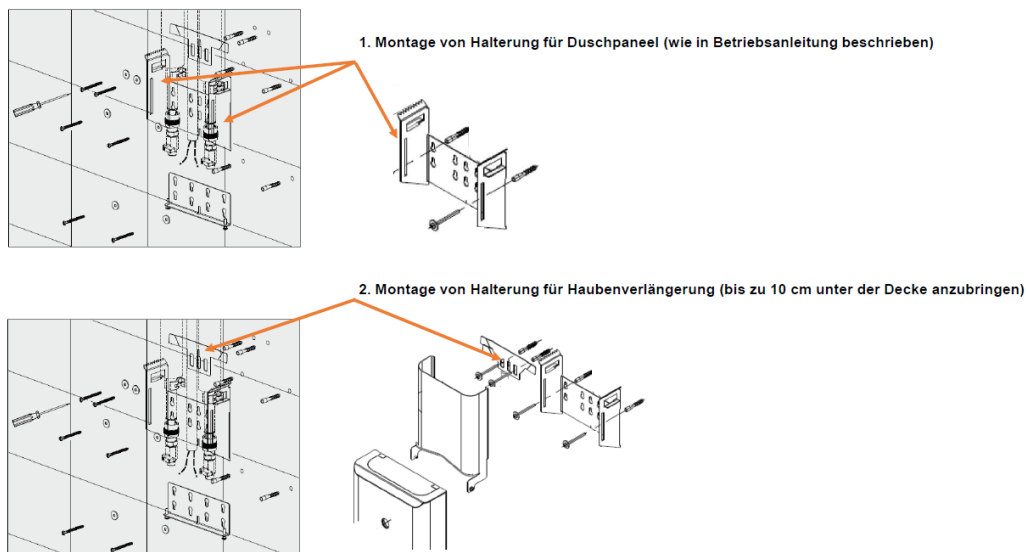 1. Montage von Halterung für Duschpaneel (wie in Betriebsanleitung beschrieben)
2. Montage von Halterung für Haubenverlängerung (bis zu 10 cm unter der Decke anzubringen)